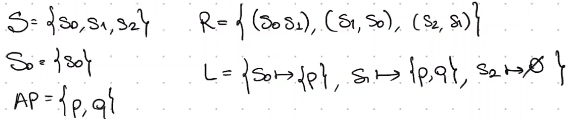 S = {s0, s1, s2}
S0 = {s0}
AP = {p, q}
R = { (s0 s1), (s1, s0), (s2, s1) }
L = { s0 ↦ {p}, s1 ↦ {p,q}, s2 ↦ ∅ }